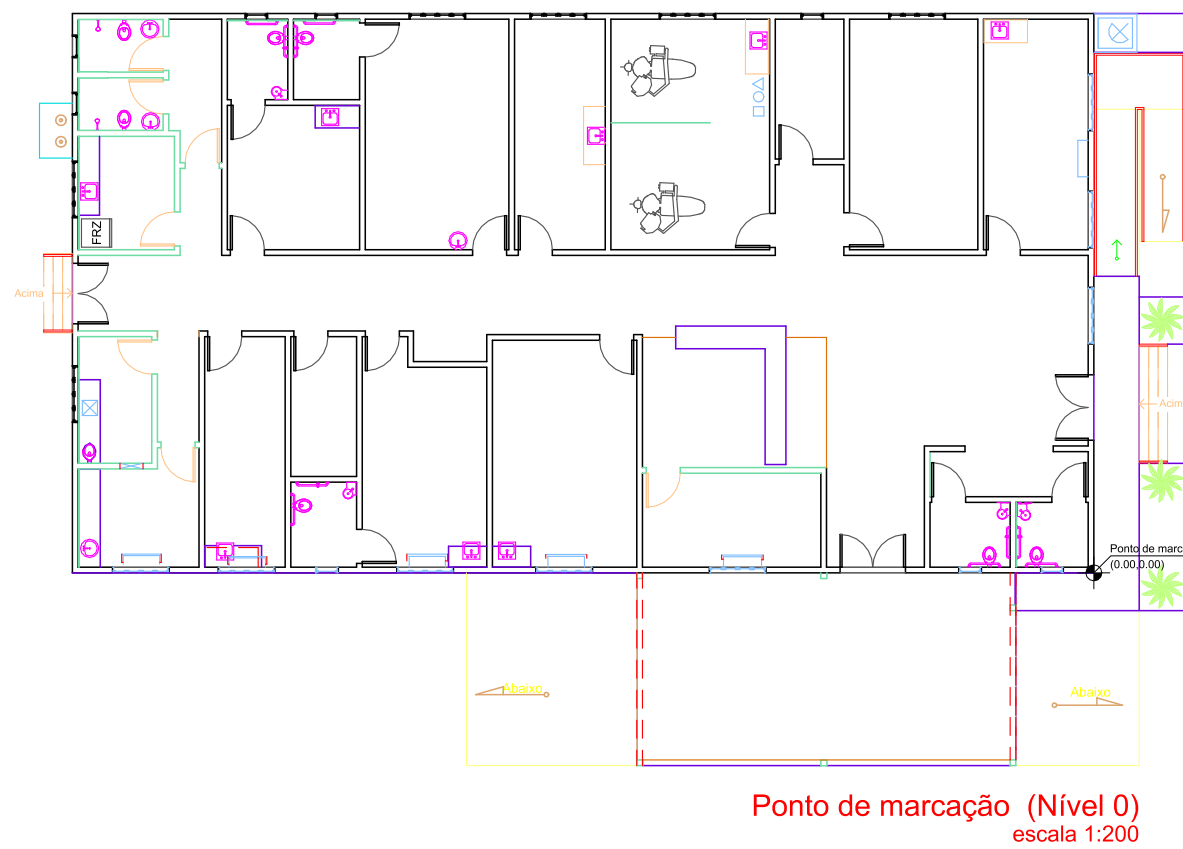 FRZ
Acima
Acim
Ponto de marc
(0.00,0.00)
Abaixo
Abaixo
Ponto de marcação (Nível 0)
escala 1:200